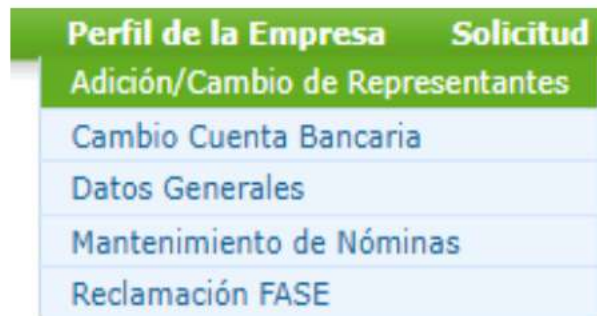 Perfil de la Empresa Solicitud
Adición/Cambio de Representantes
Cambio Cuenta Bancaria
Datos Generales
Mantenimiento de Nóminas
Reclamación FASE